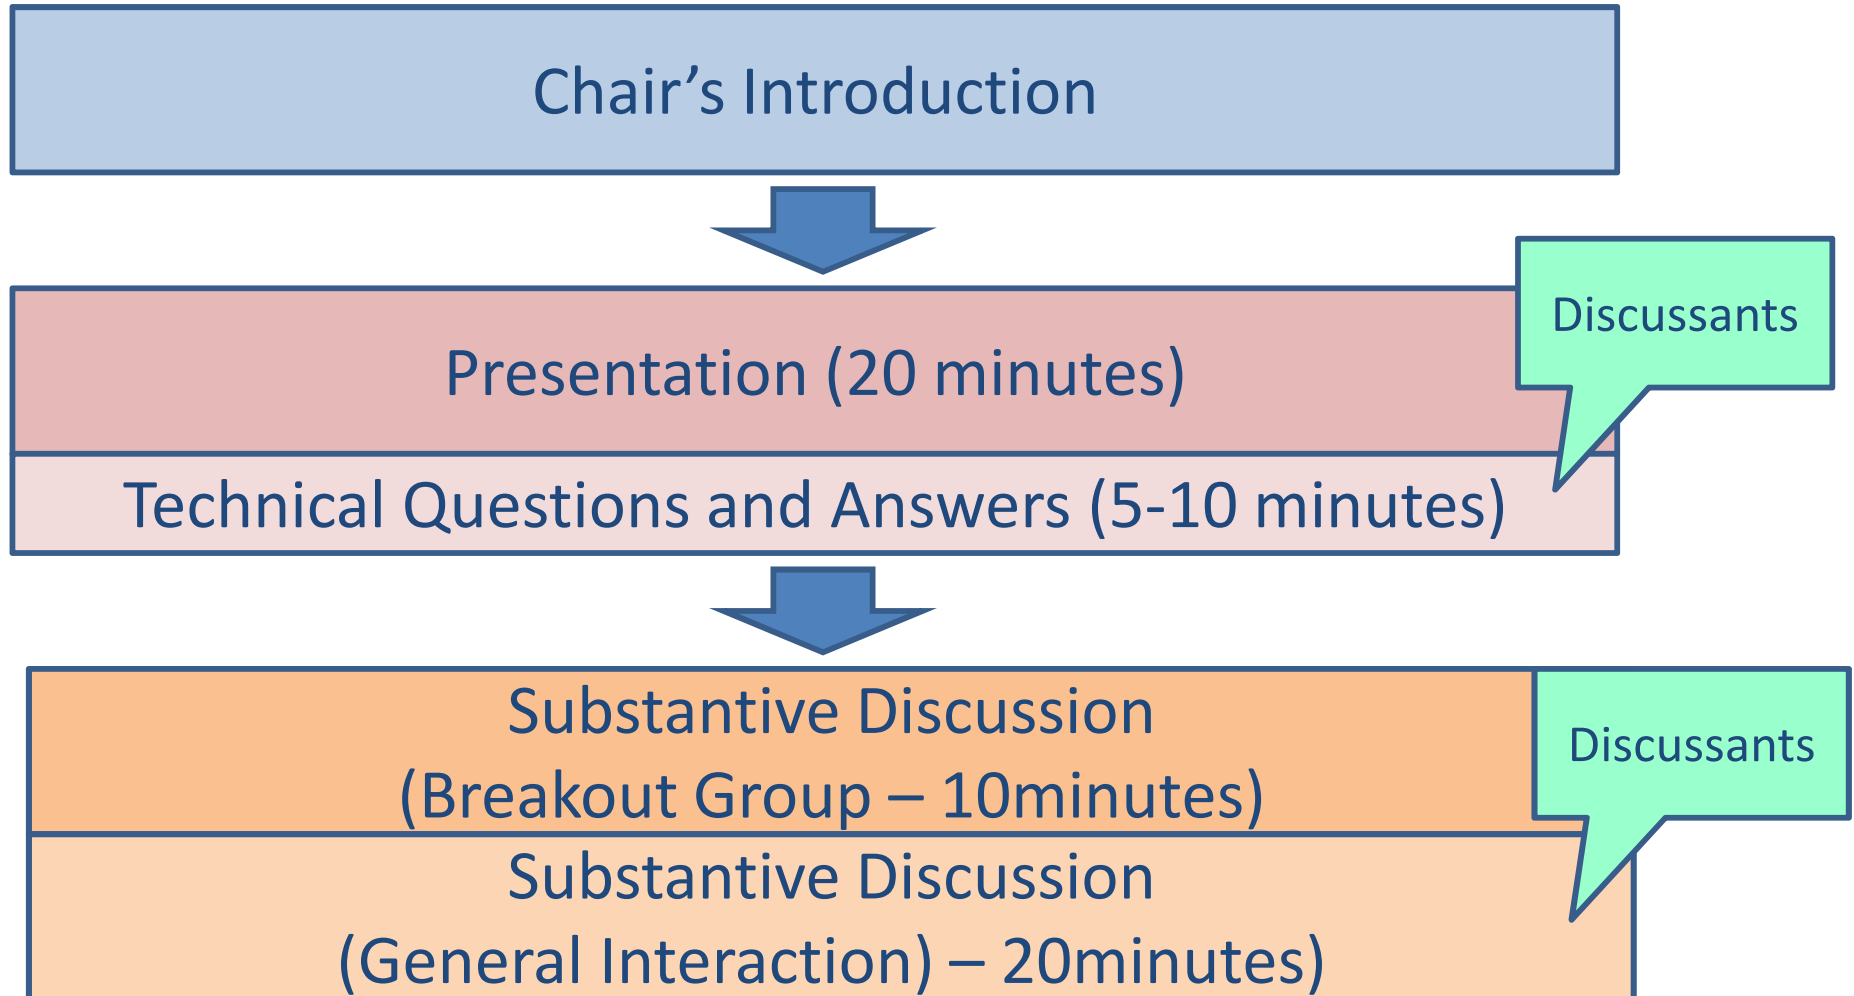 Chair’s Introduction
Discussants
Presentation (20 minutes)
Technical Questions and Answers (5-10 minutes)
Substantive Discussion
(Breakout Group – 10minutes)
Discussants
Substantive Discussion
(General Interaction) – 20minutes)